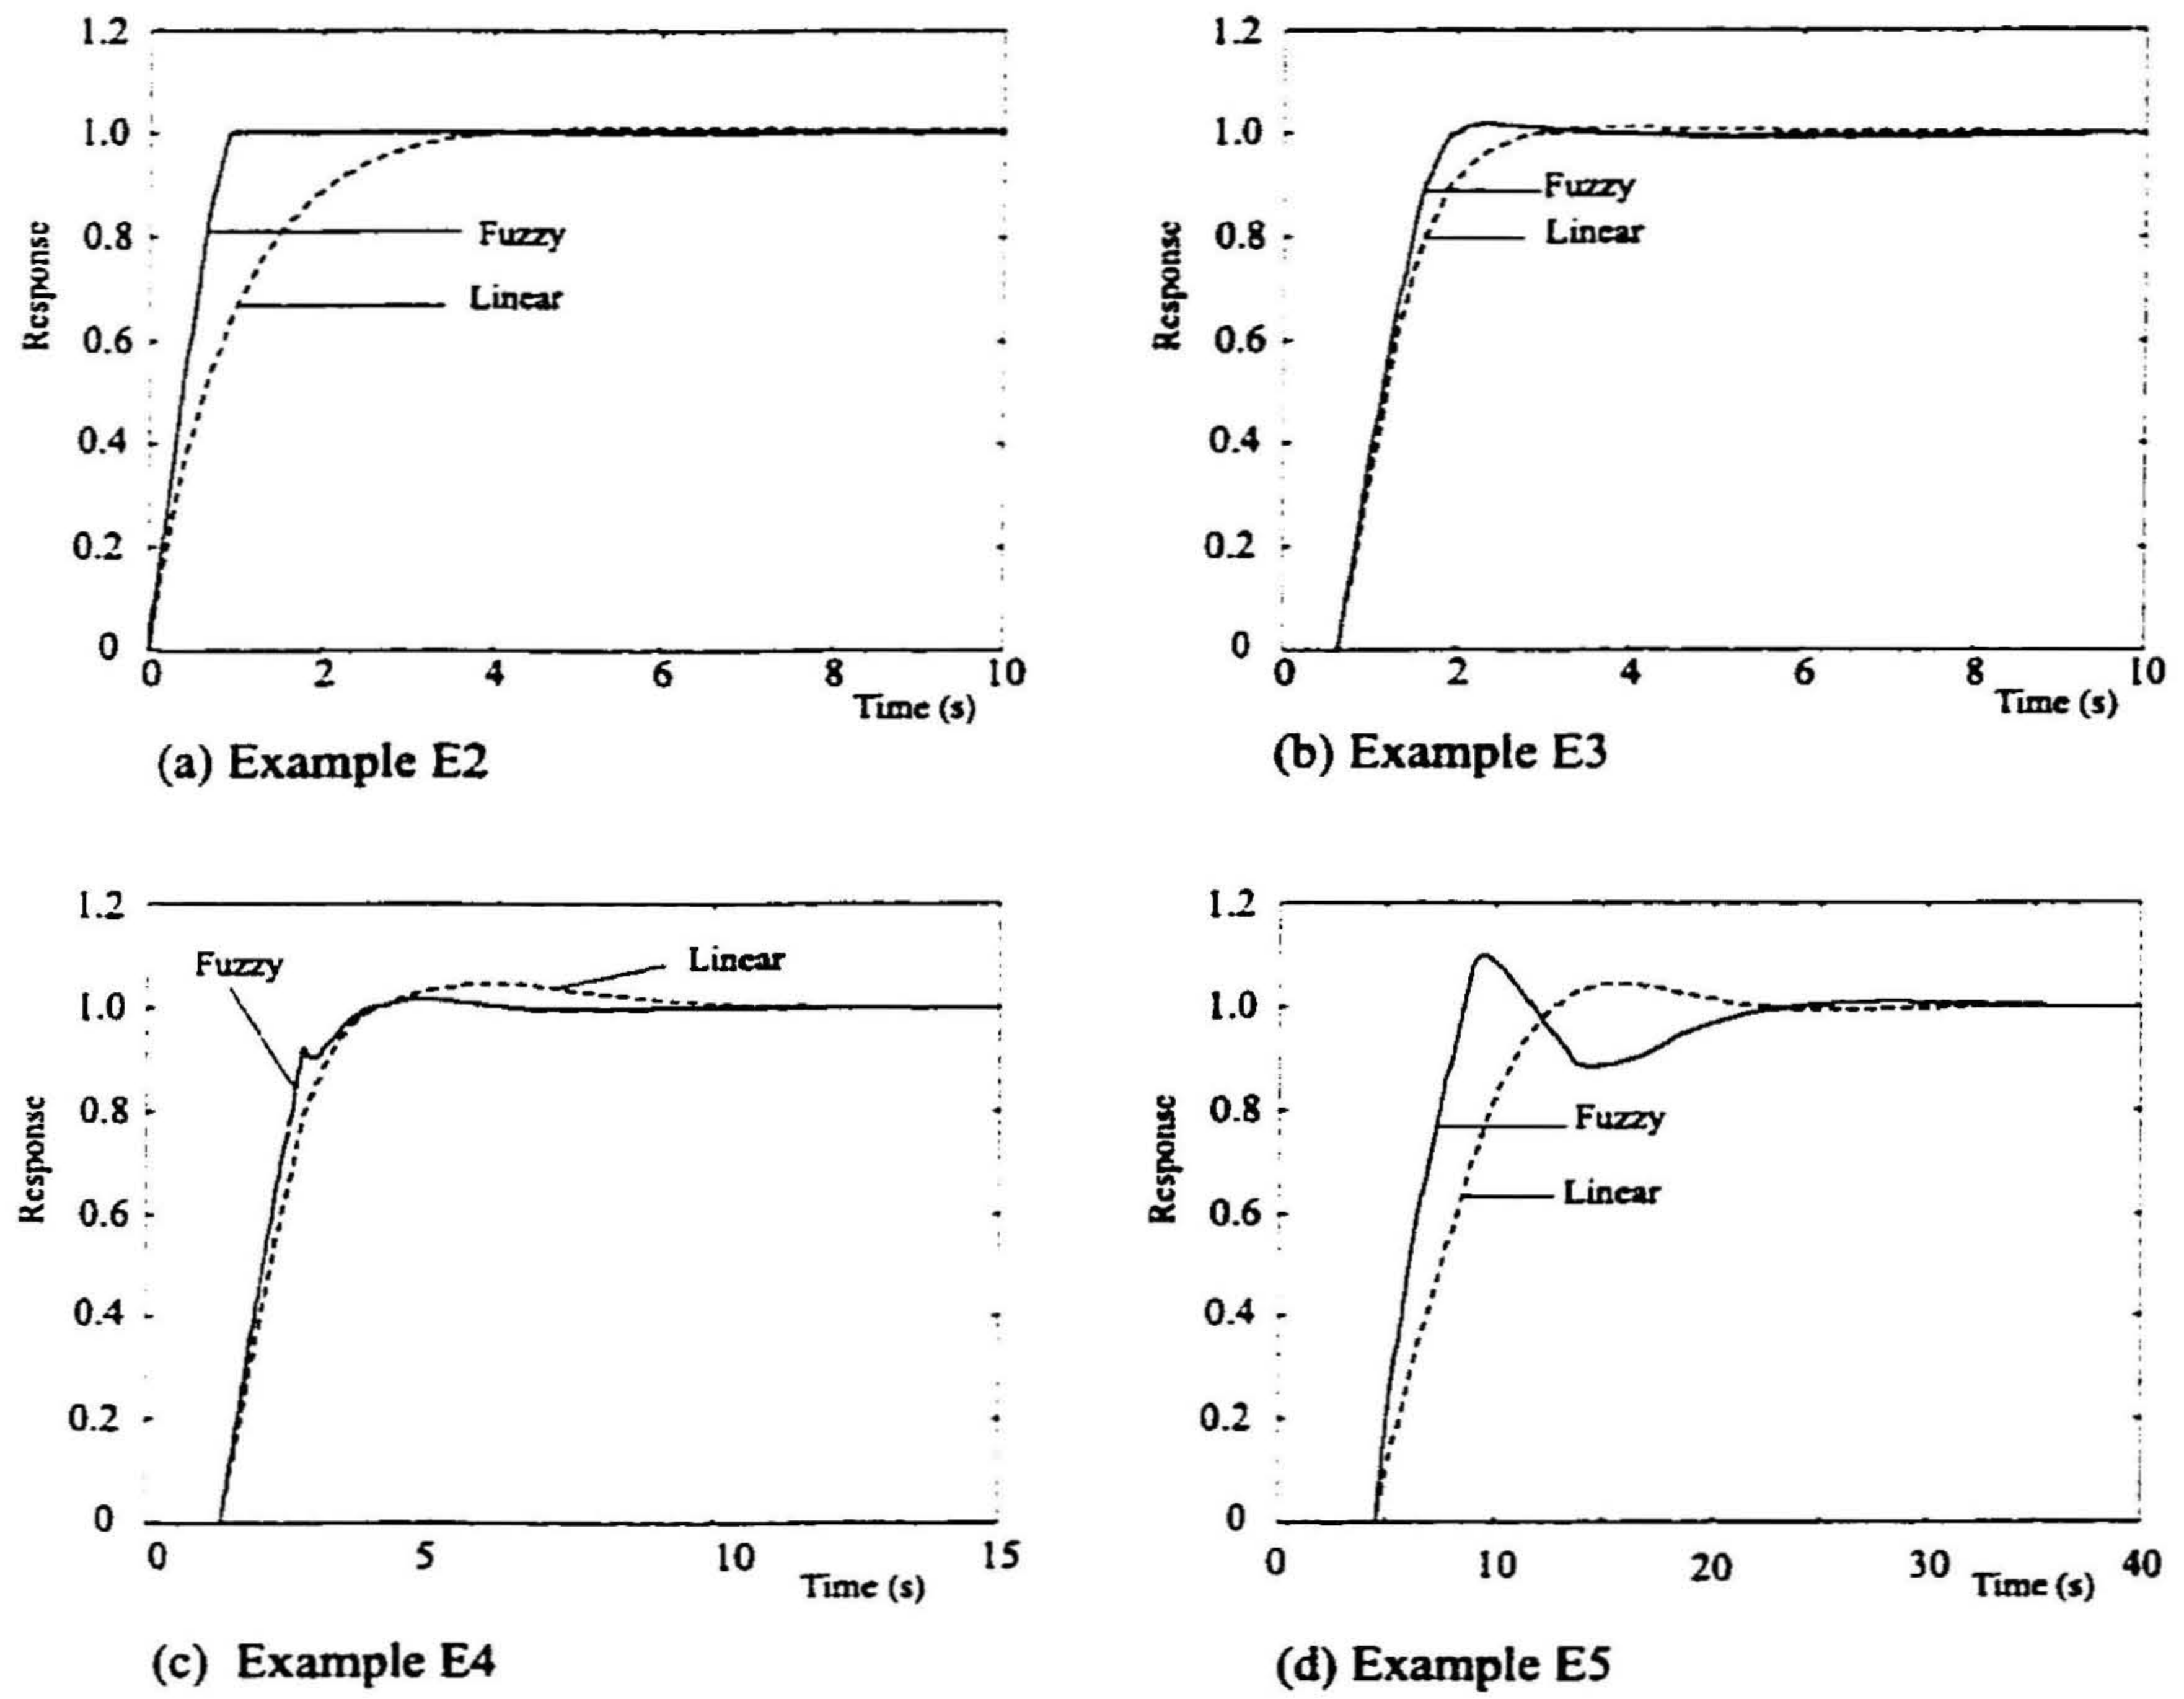 1.2
1.0
0.8
0.6
0.4
0.2
0
Response
Fuzzy
Linear
0 2 4 6 8 10
Time (s)
(a) Example E2
1.2
1.0
0.8
0.6
0.4
0.2
0
Response
Fuzzy
Linear
0 2 4 6 8 10
Time (s)
(b) Example E3
1.2
1.0
0.8
0.6
0.4
0.2
0
Response
Fuzzy
Linear
0 5 10 15
Time (s)
(c) Example E4
1.2
1.0
0.8
0.6
0.4
0.2
0
Response
Fuzzy
Linear
0 10 20 30 40
Time (s)
(d) Example E5